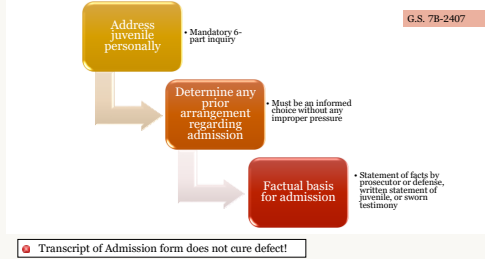 G.S. 7B-2407
Address
juvenile
personally
• Mandatory 6-
part inquiry
Determine any
prior
arrangement
regarding
admission
• Must be an informed
choice without any
improper pressure
Factual basis
for admission
• Statement of facts by
prosecutor or defense,
written statement of
juvenile, or sworn
testimony
Transcript of Admission form does not cure defect!